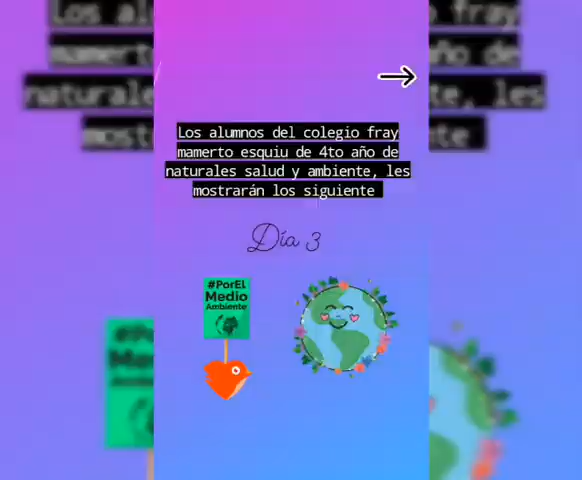 Los alumnos del colegio fray
mamerto esquiu de 4to año de
naturales salud y ambiente, les
mostrarán los siguiente
Día 3
#PorEl
Medio
Ambiente